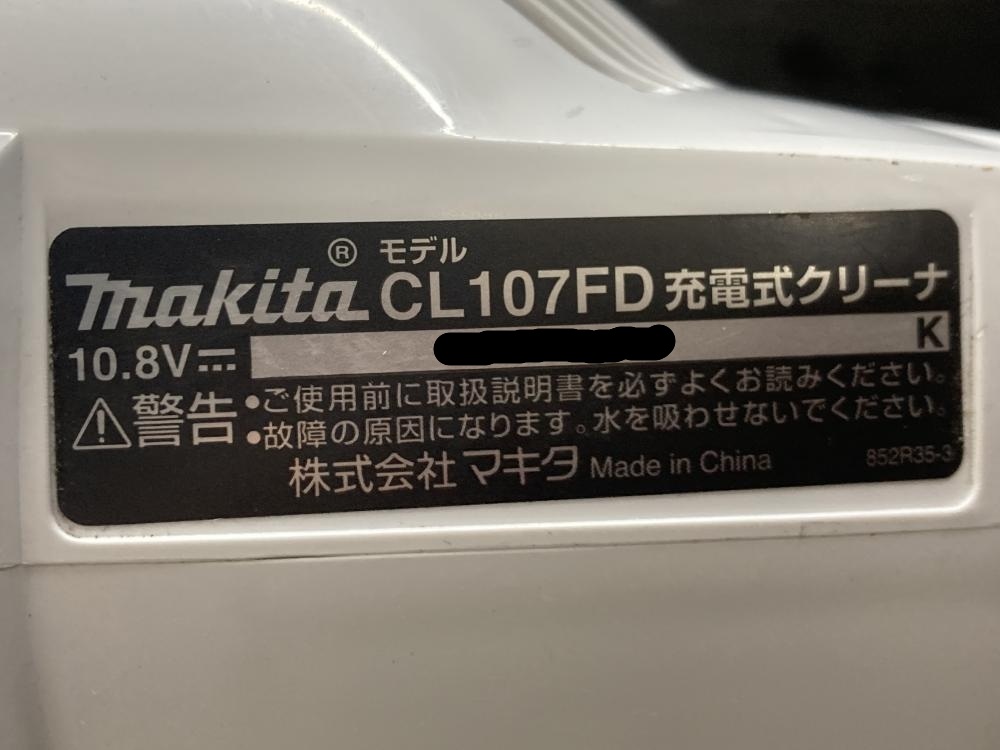 makita® モデル CL107FD 充電式クリーナ
10.8V⎓ K
⚠警告 •ご使用前に取扱説明書を必ずよくお読みください。
•故障の原因になります。水を吸わせないでください。
株式会社マキタ Made in China 852R35-3